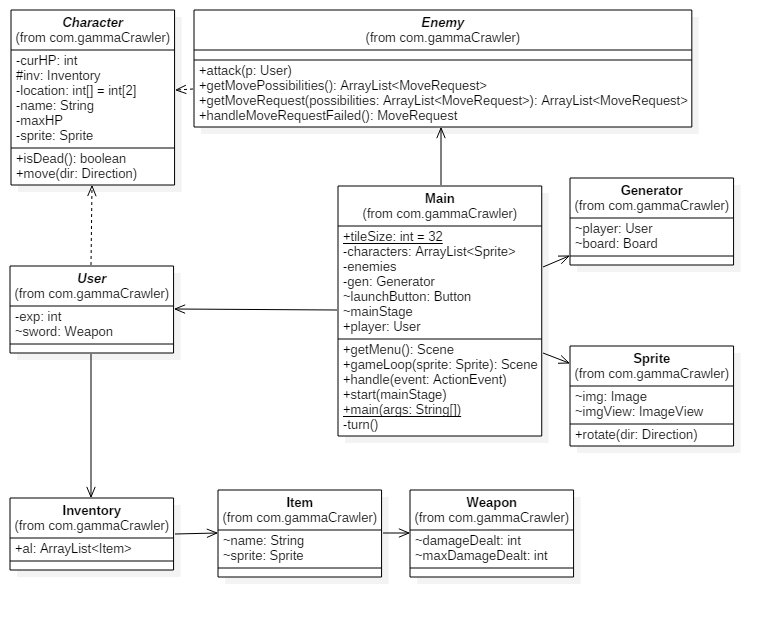 Character
(from com.gammaCrawler)
-curHP: int
#inv: Inventory
-location: int[] = int[2]
-name: String
-maxHP
-sprite: Sprite
+isDead(): boolean
+move(dir: Direction)
Enemy
(from com.gammaCrawler)
+attack(p: User)
+getMovePossibilities(): ArrayList<MoveRequest>
+getMoveRequest(possibilities: ArrayList<MoveRequest>): ArrayList<MoveRequest>
+handleMoveRequestFailed(): MoveRequest
Main
(from com.gammaCrawler)
+tileSize: int = 32
-characters: ArrayList<Sprite>
-enemies
-gen: Generator
~launchButton: Button
~mainStage
+player: User
+getMenu(): Scene
+gameLoop(sprite: Sprite): Scene
+handle(event: ActionEvent)
+start(mainStage)
+main(args: String[])
-turn()
Generator
(from com.gammaCrawler)
~player: User
~board: Board
User
(from com.gammaCrawler)
-exp: int
~sword: Weapon
Sprite
(from com.gammaCrawler)
~img: Image
~imgView: ImageView
+rotate(dir: Direction)
Inventory
(from com.gammaCrawler)
+al: ArrayList<Item>
Item
(from com.gammaCrawler)
~name: String
~sprite: Sprite
Weapon
(from com.gammaCrawler)
~damageDealt: int
~maxDamageDealt: int